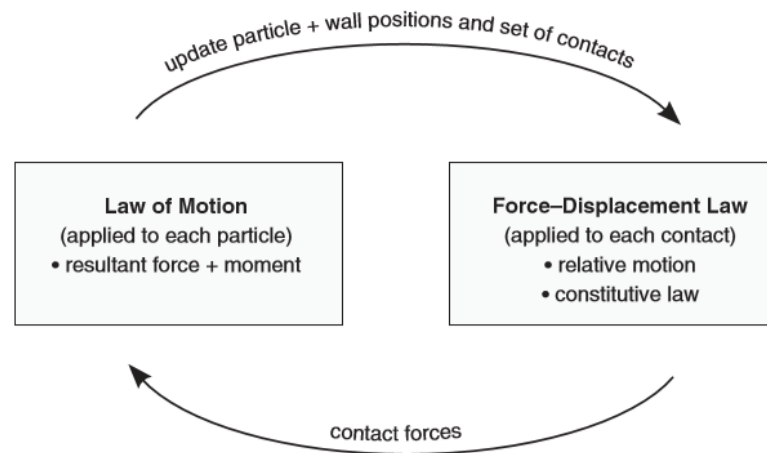 update particle + wall positions and set of contacts
Law of Motion
(applied to each particle)
• resultant force + moment
Force–Displacement Law
(applied to each contact)
• relative motion
• constitutive law
contact forces